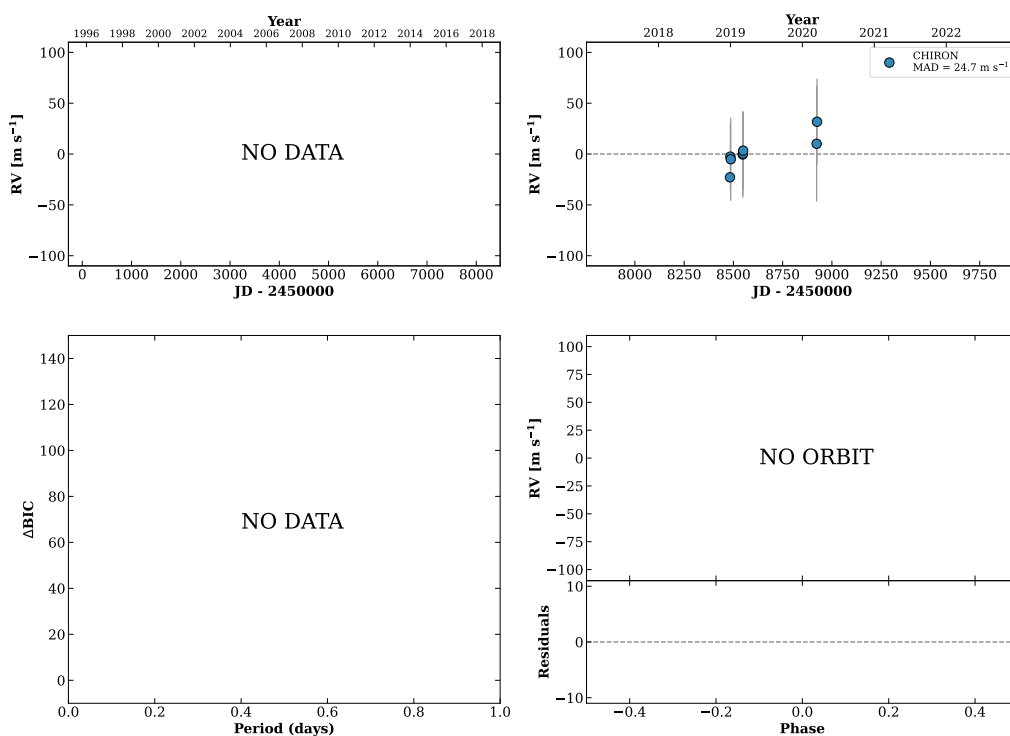 Year
1996 1998 2000 2002 2004 2006 2008 2010 2012 2014 2016 2018
100
50
0
−50
−100
RV [m s⁻¹]
NO DATA
0 1000 2000 3000 4000 5000 6000 7000 8000
JD - 2450000
Year
2018 2019 2020 2021 2022
CHIRON
MAD = 24.7 m s⁻¹
100
50
0
−50
−100
RV [m s⁻¹]
8000 8250 8500 8750 9000 9250 9500 9750
JD - 2450000
140
120
100
80
60
40
20
0
ΔBIC
NO DATA
0.0 0.2 0.4 0.6 0.8 1.0
Period (days)
100
75
50
25
0
−25
−50
−75
−100
RV [m s⁻¹]
NO ORBIT
10
0
−10
Residuals
−0.4 −0.2 0.0 0.2 0.4
Phase